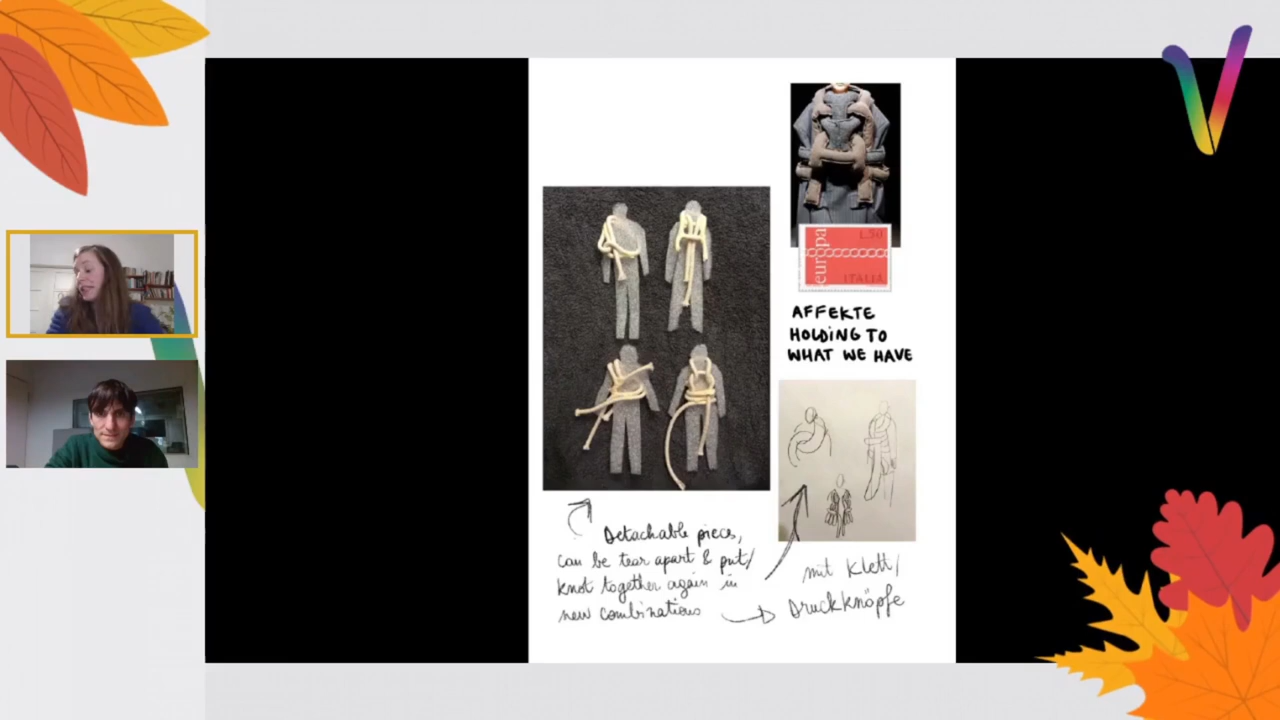 europa
L.50
ITALIA
AFFEKTE
HOLDING TO
WHAT WE HAVE
Detachable pieces,
can be tear apart & put/
knot together again in
new combinations
mit Klett/
Druckknöpfe